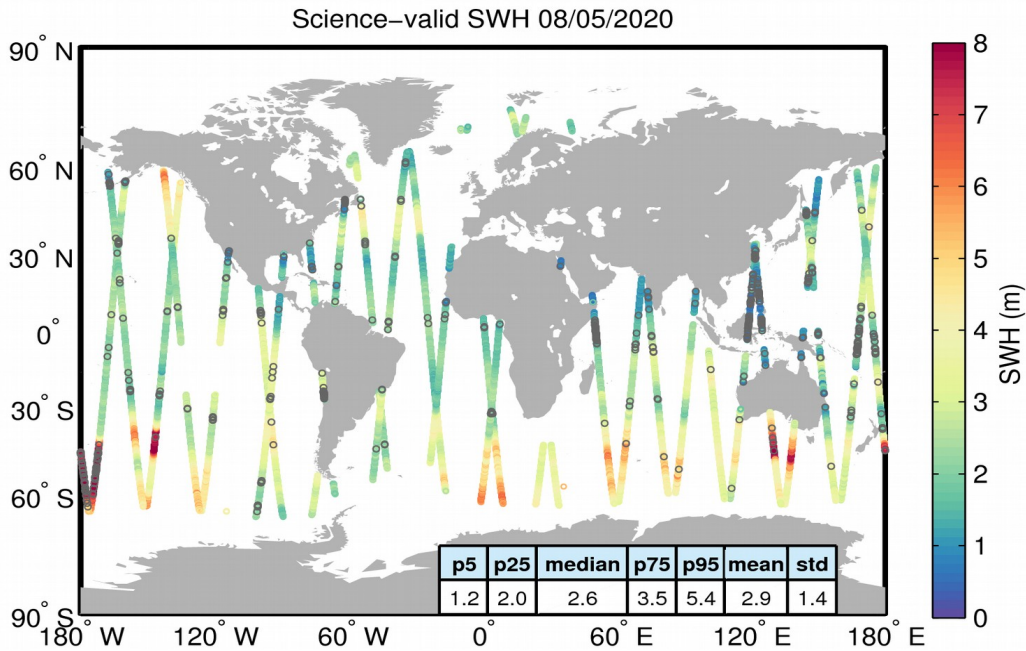 Science−valid SWH 08/05/2020
90° N
60° N
30° N
0°
30° S
60° S
90° S
180° W
120° W
60° W
0°
60° E
120° E
180° E
8
7
6
5
4
3
2
1
0
SWH (m)
p5 p25 median p75 p95 mean std
1.2 2.0 2.6 3.5 5.4 2.9 1.4